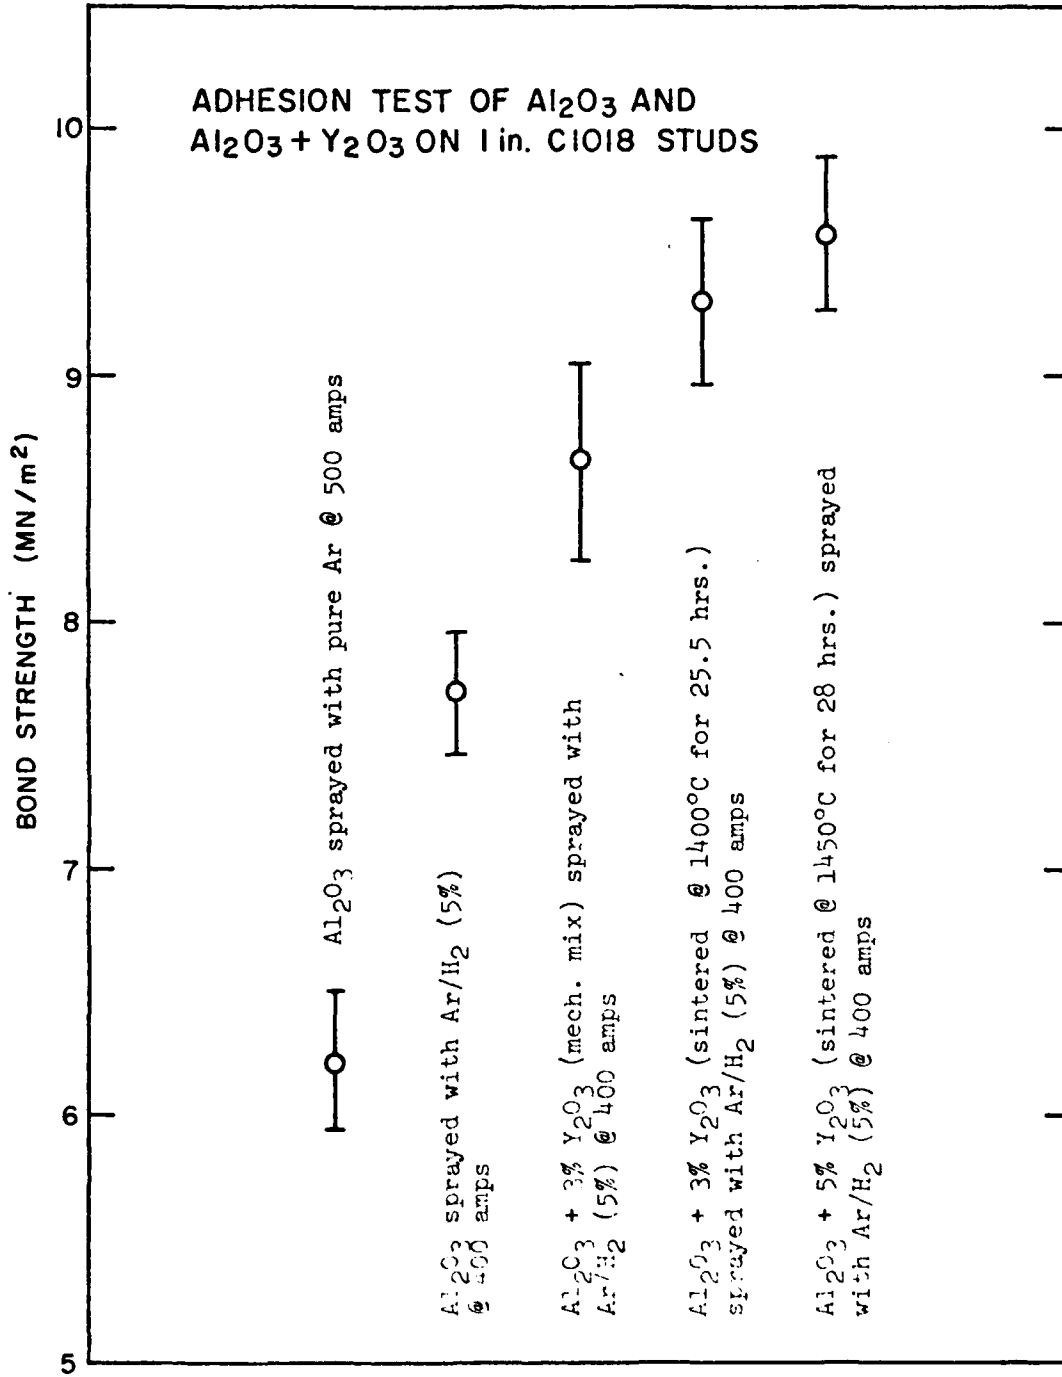 ADHESION TEST OF Al2O3 AND
Al2O3 + Y2O3 ON 1 in. C1018 STUDS
BOND STRENGTH (MN/m²)
10
9
8
7
6
5
Al2O3 sprayed with pure Ar @ 500 amps
Al2O3 sprayed with Ar/H2 (5%)
@ 400 amps
Al2O3 + 3% Y2O3 (mech. mix) sprayed with
Ar/H2 (5%) @ 400 amps
Al2O3 + 3% Y2O3 (sintered @ 1400°C for 25.5 hrs.)
sprayed with Ar/H2 (5%) @ 400 amps
Al2O3 + 5% Y2O3 (sintered @ 1450°C for 28 hrs.) sprayed
with Ar/H2 (5%) @ 400 amps